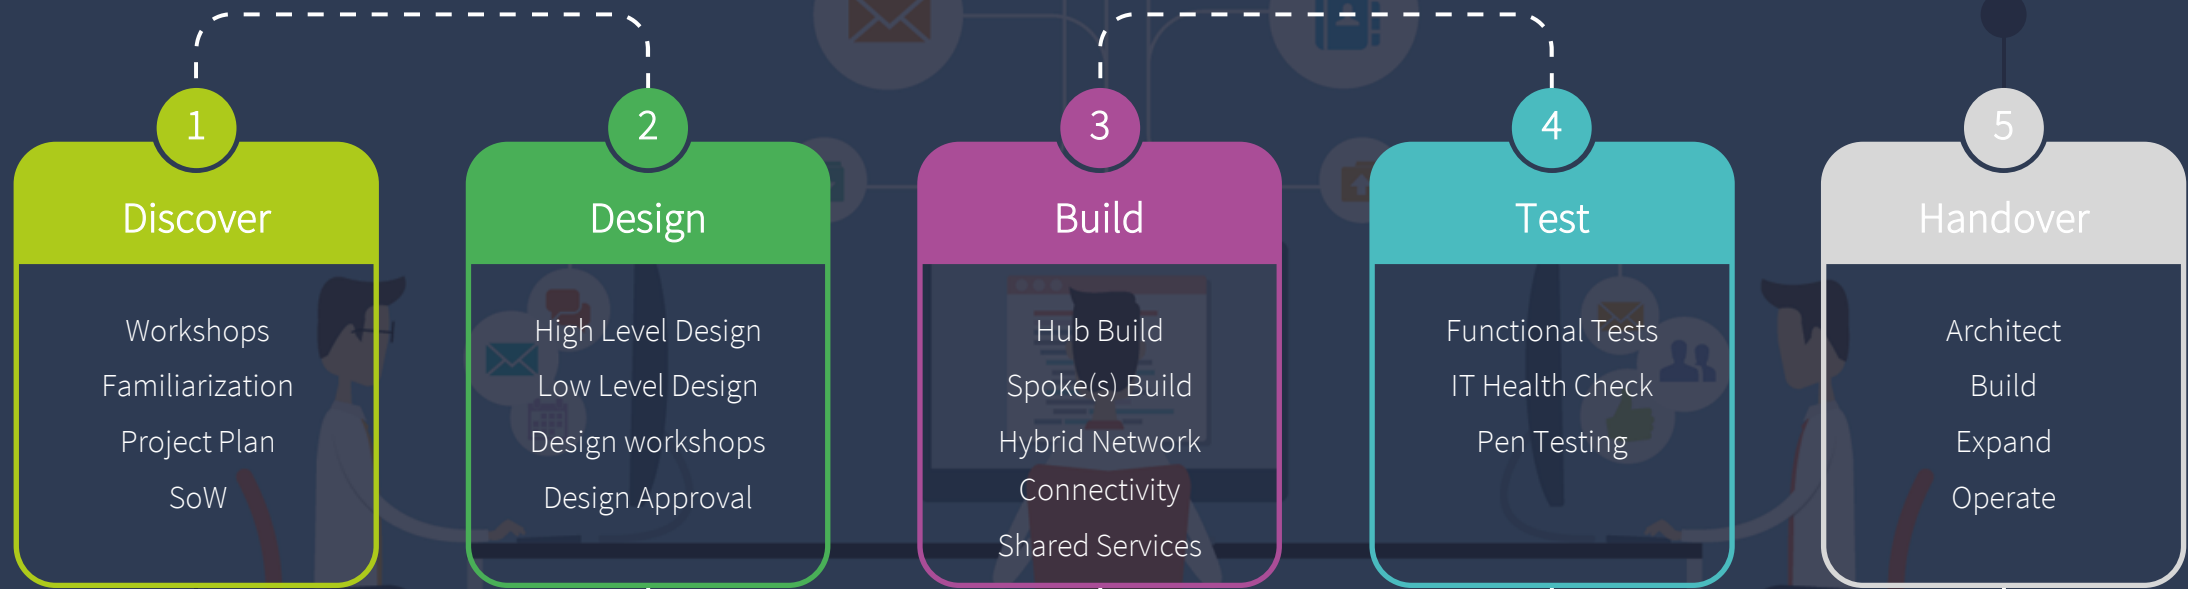 1
Discover
Workshops
Familiarization
Project Plan
SoW
2
Design
High Level Design
Low Level Design
Design workshops
Design Approval
3
Build
Hub Build
Spoke(s) Build
Hybrid Network
Connectivity
Shared Services
4
Test
Functional Tests
IT Health Check
Pen Testing
5
Handover
Architect
Build
Expand
Operate